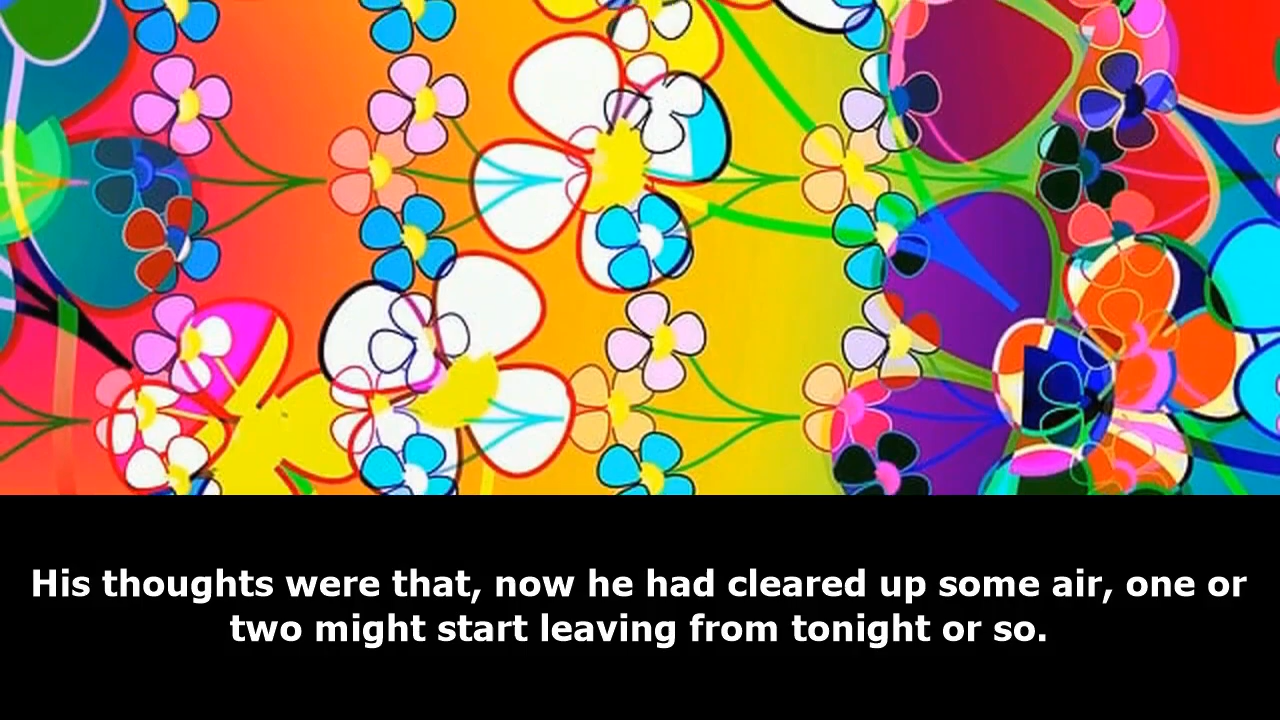 His thoughts were that, now he had cleared up some air, one or
two might start leaving from tonight or so.